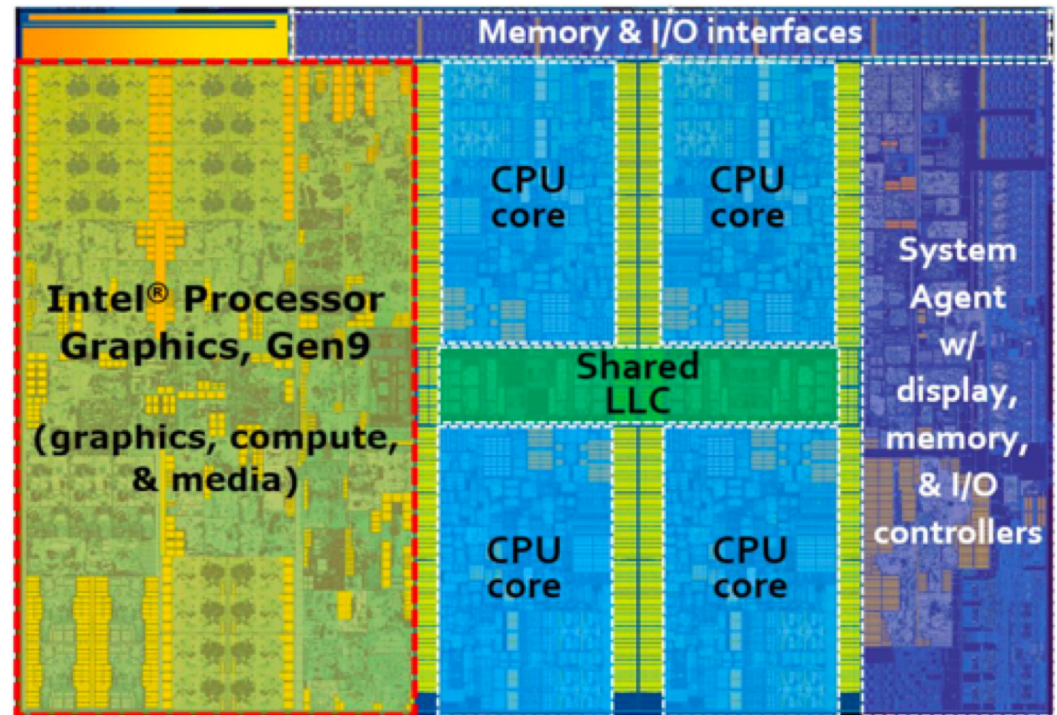 Memory & I/O interfaces
Intel® Processor
Graphics, Gen9
(graphics, compute,
& media)
CPU
core
CPU
core
Shared
LLC
CPU
core
CPU
core
System
Agent
w/
display,
memory,
& I/O
controllers